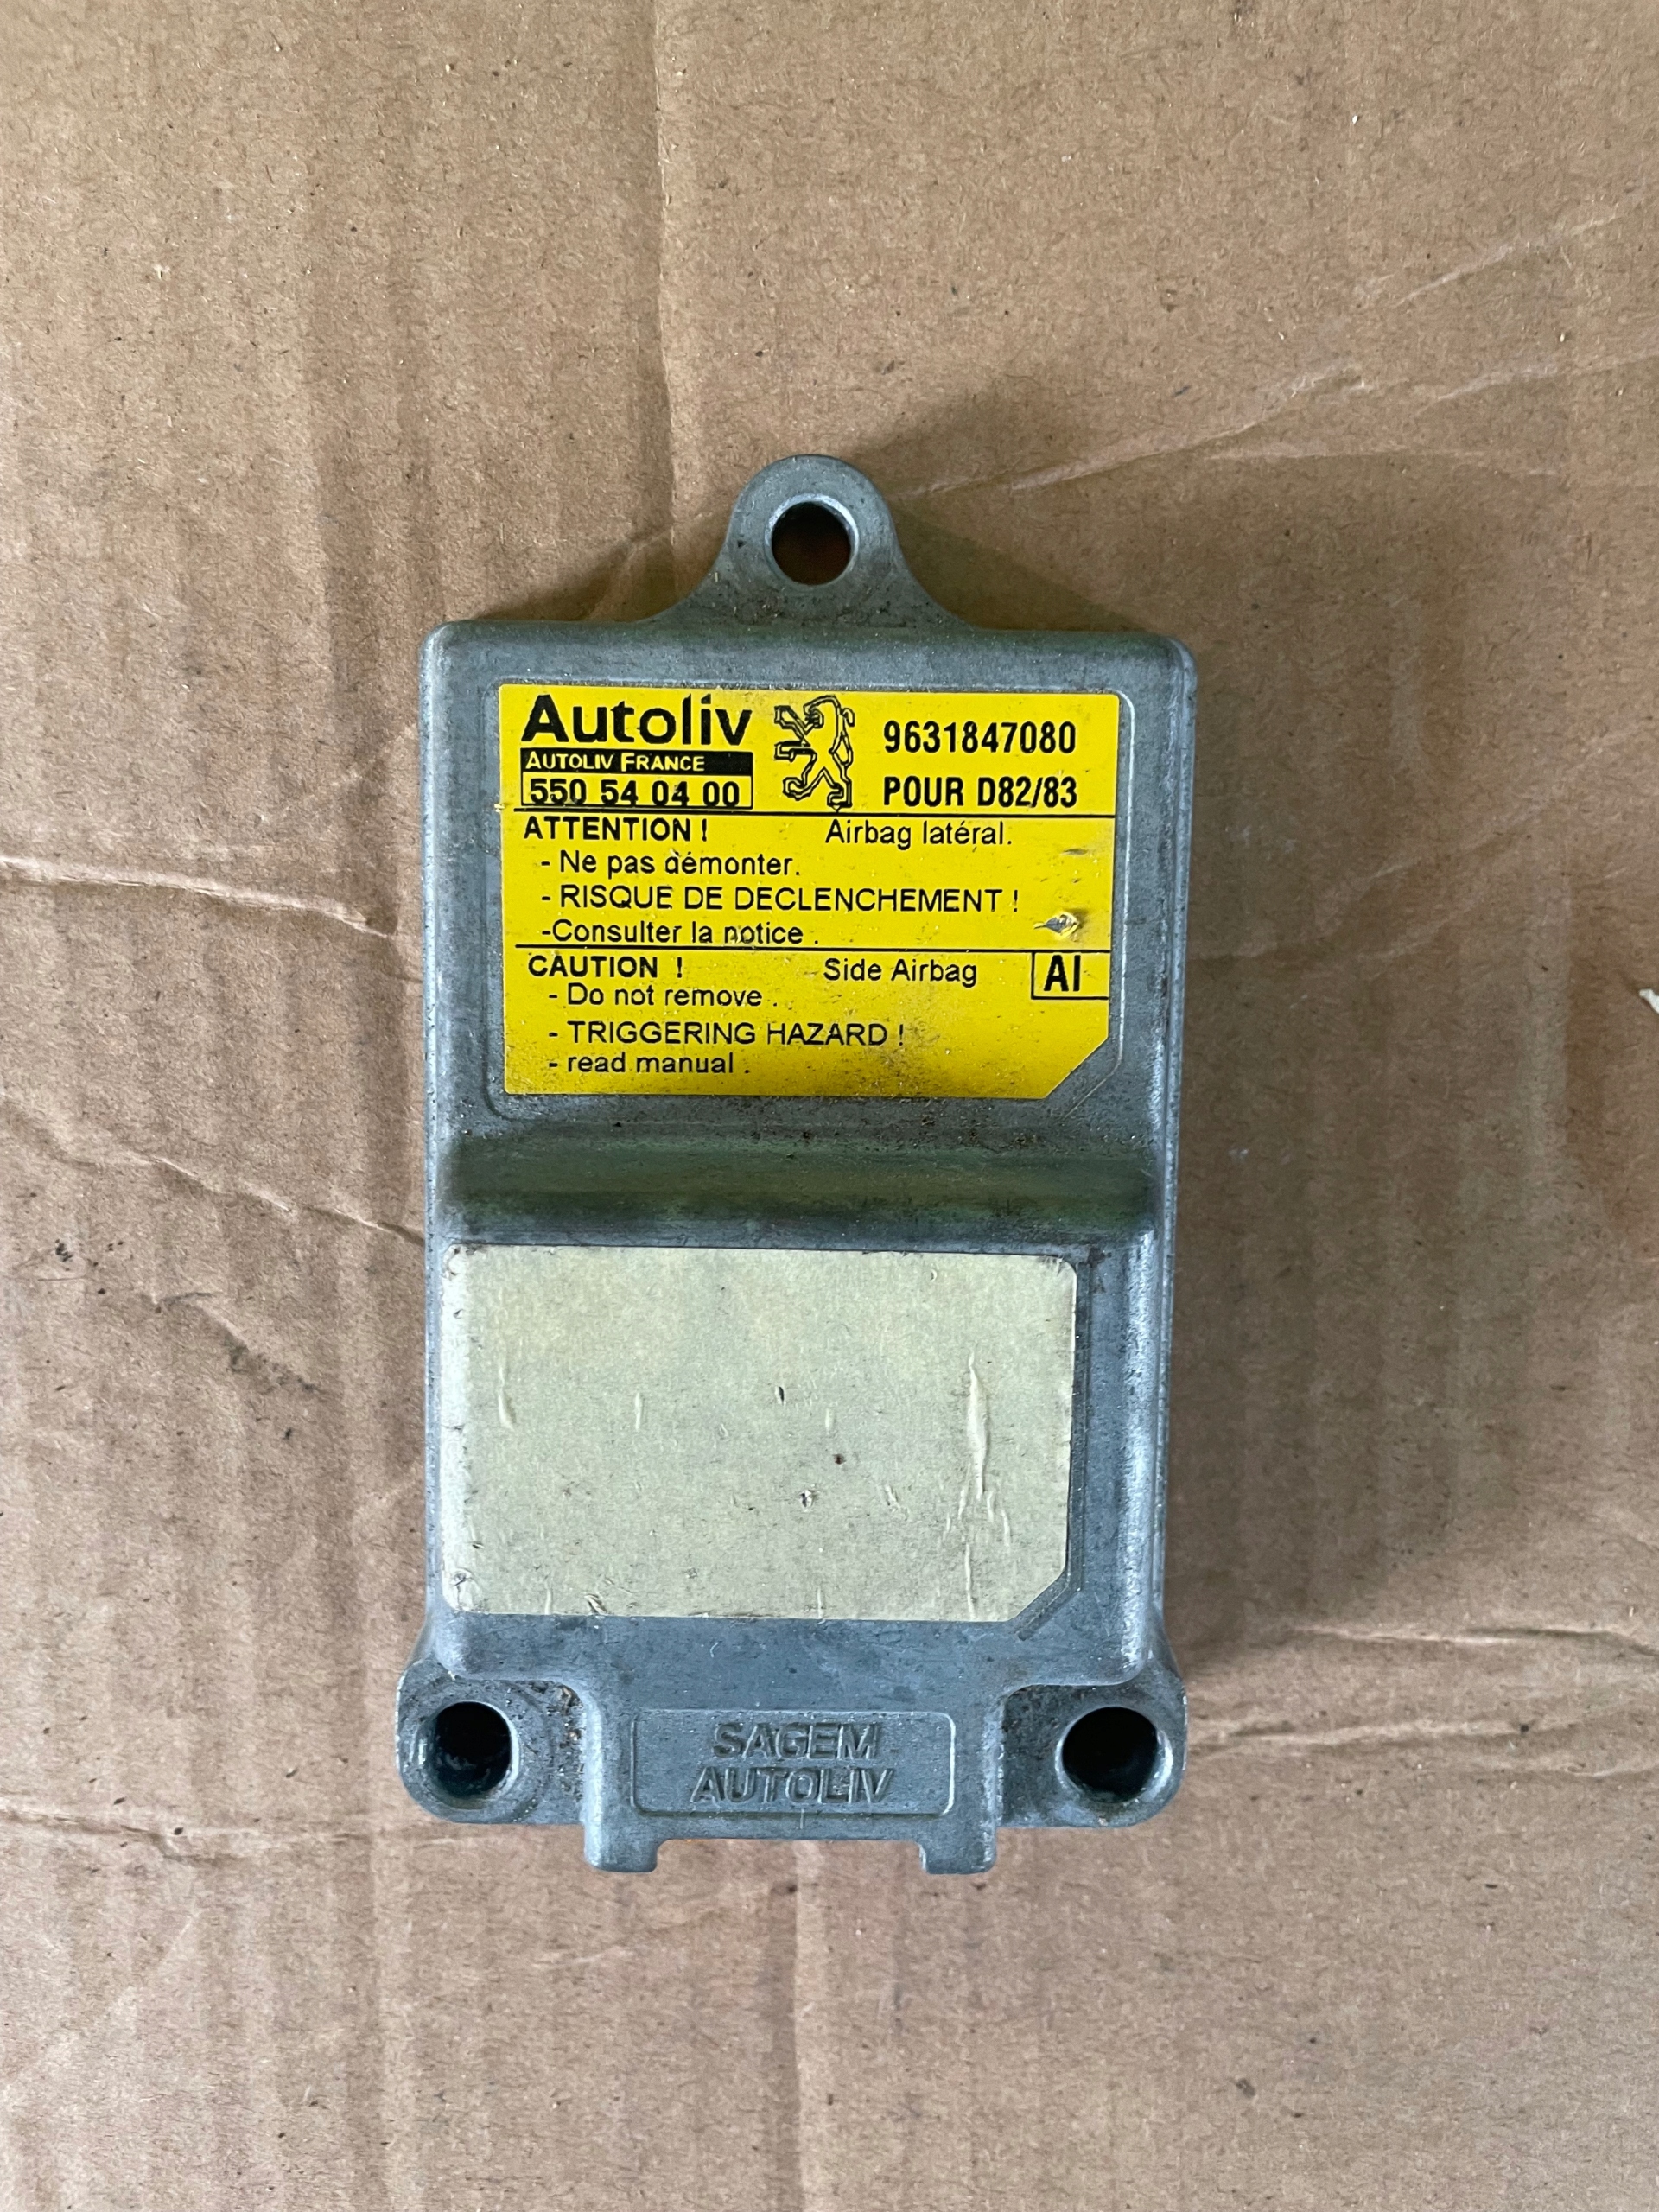 Autoliv
AUTOLIV FRANCE
550 54 04 00
9631847080
POUR D82/83
ATTENTION ! Airbag latéral.
- Ne pas démonter.
- RISQUE DE DECLENCHEMENT !
-Consulter la notice .
CAUTION ! Side Airbag AI
- Do not remove .
- TRIGGERING HAZARD !
- read manual .
SAGEM
AUTOLIV